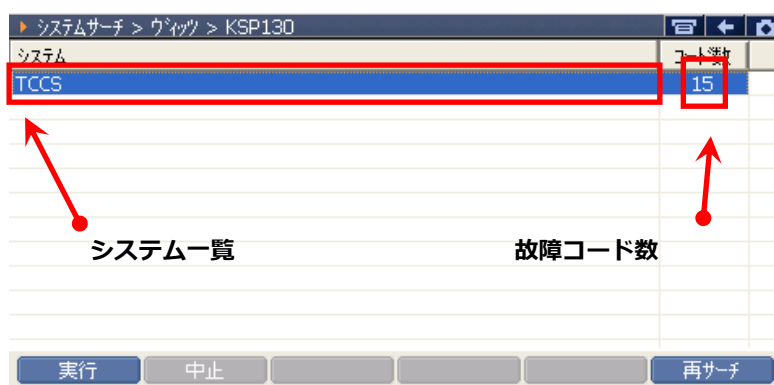 システムサーチ > ヴィッツ > KSP130
システム コード数
TCCS 15
システム一覧 故障コード数
実行 中止 再サーチ